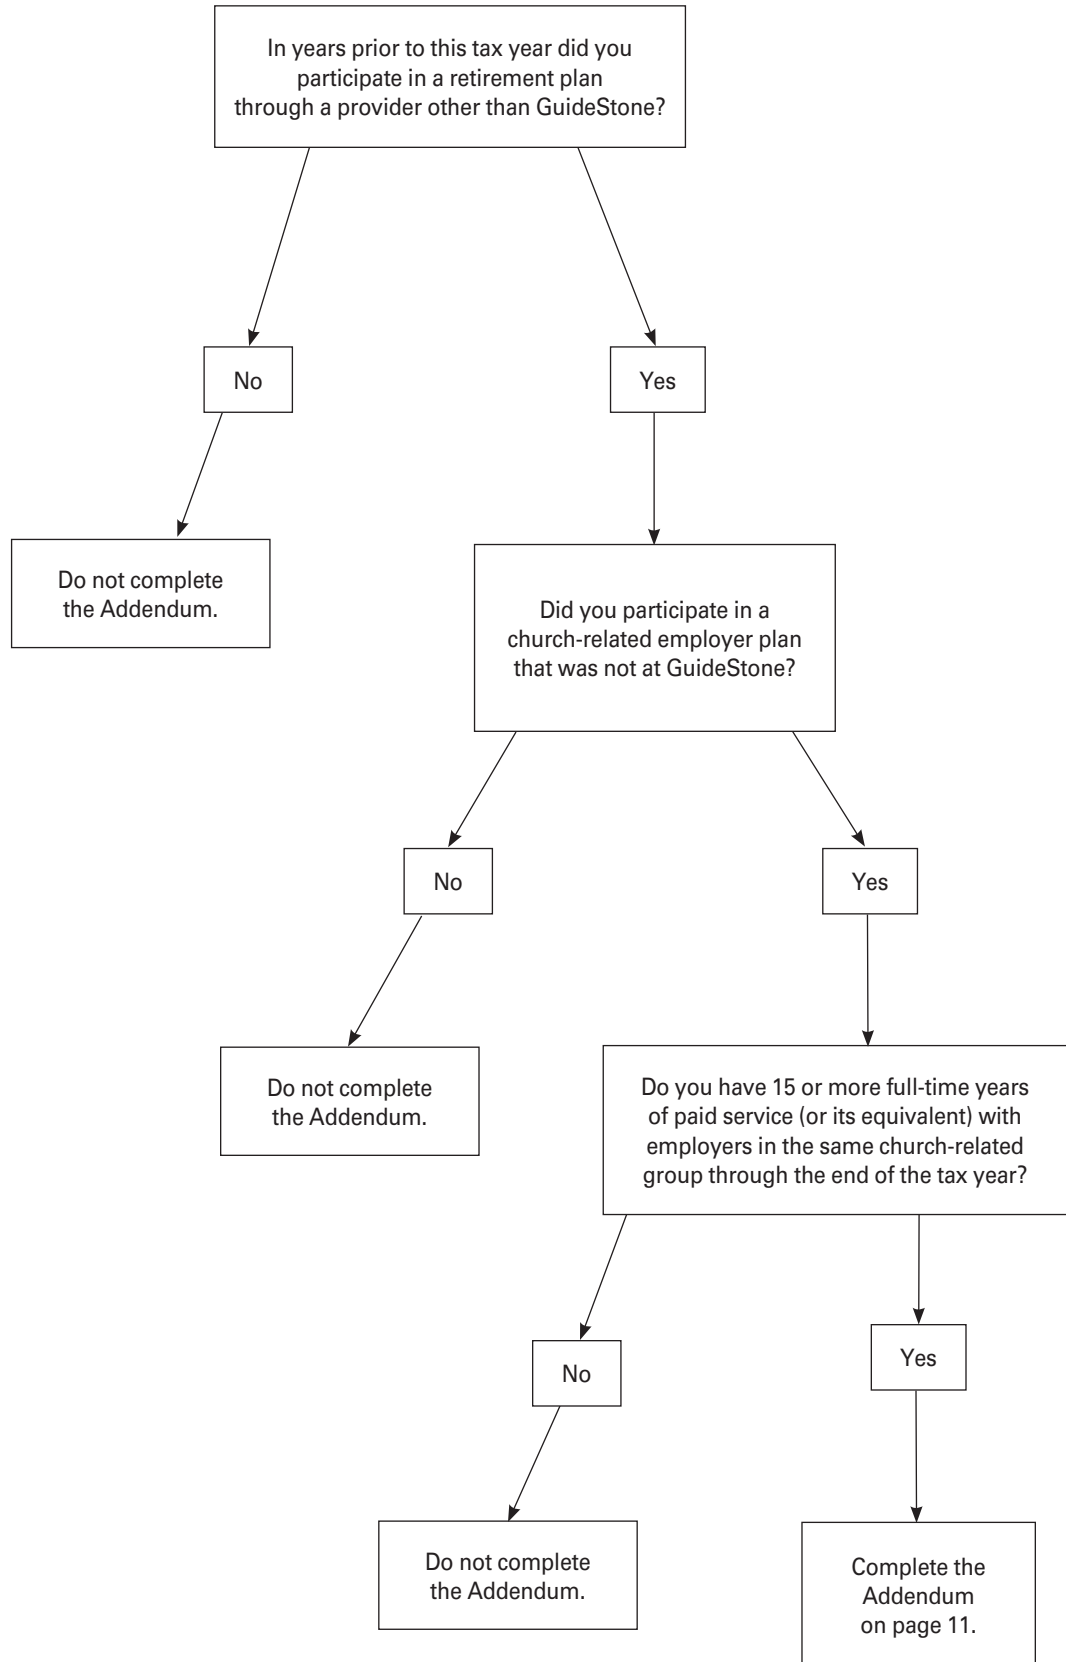 In years prior to this tax year did you
participate in a retirement plan
through a provider other than GuideStone?
No
Yes
Do not complete
the Addendum.
Did you participate in a
church-related employer plan
that was not at GuideStone?
No
Yes
Do not complete
the Addendum.
Do you have 15 or more full-time years
of paid service (or its equivalent) with
employers in the same church-related
group through the end of the tax year?
No
Yes
Do not complete
the Addendum.
Complete the
Addendum
on page 11.